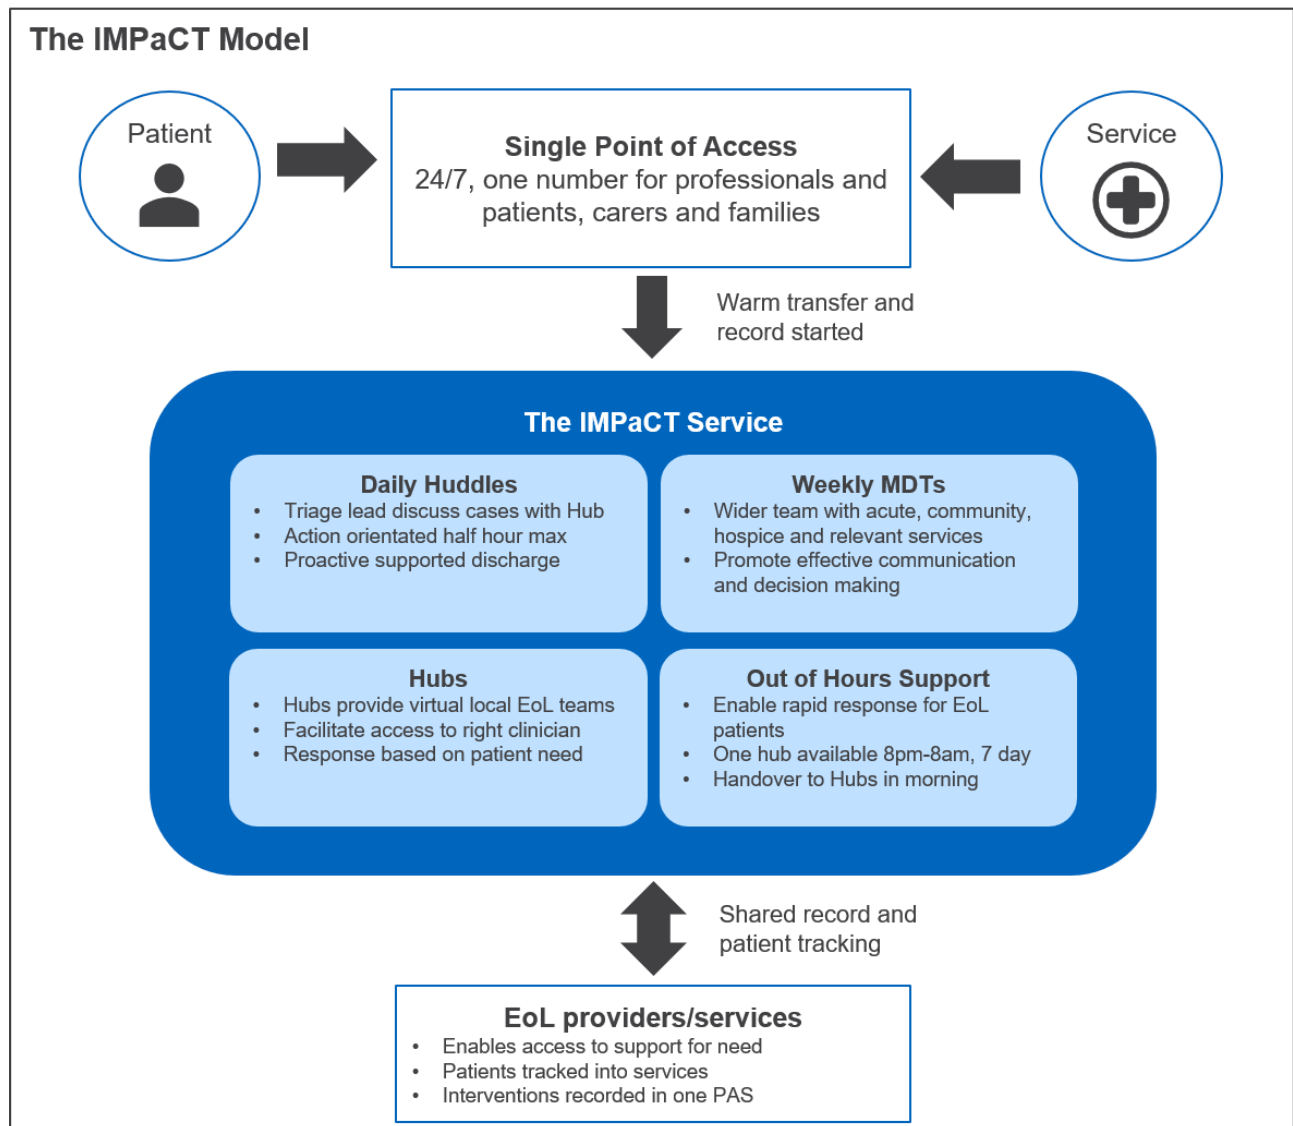 The IMPaCT Model
Patient
Single Point of Access
24/7, one number for professionals and
patients, carers and families
Service
Warm transfer and
record started
The IMPaCT Service
Daily Huddles
• Triage lead discuss cases with Hub
• Action orientated half hour max
• Proactive supported discharge
Weekly MDTs
• Wider team with acute, community,
hospice and relevant services
• Promote effective communication
and decision making
Hubs
• Hubs provide virtual local EoL teams
• Facilitate access to right clinician
• Response based on patient need
Out of Hours Support
• Enable rapid response for EoL
patients
• One hub available 8pm-8am, 7 day
• Handover to Hubs in morning
Shared record and
patient tracking
EoL providers/services
• Enables access to support for need
• Patients tracked into services
• Interventions recorded in one PAS